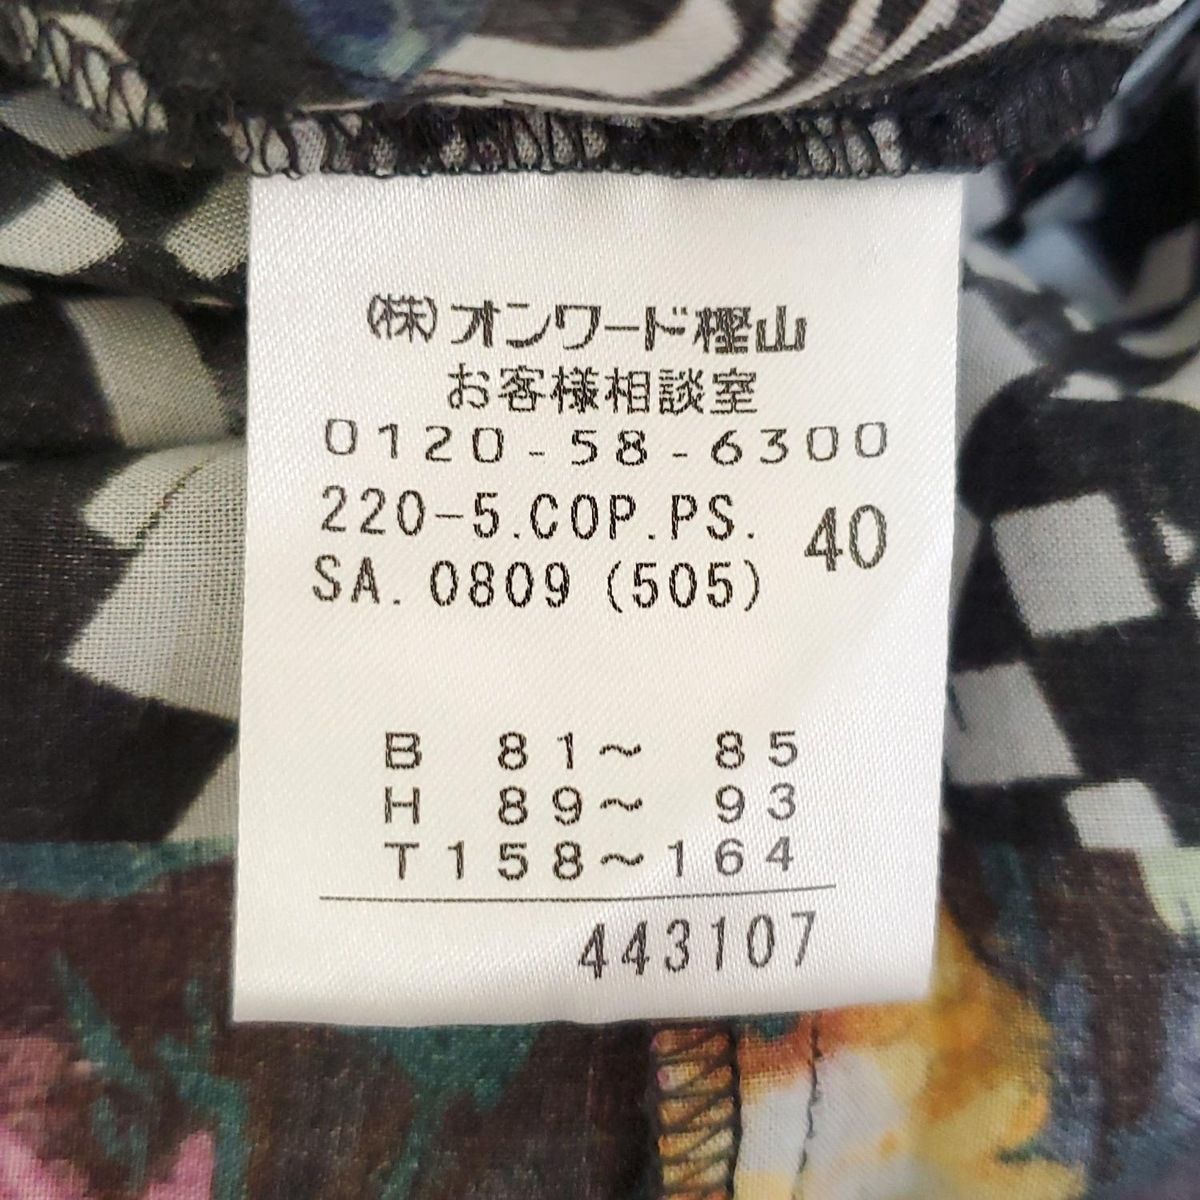 (株)オンワード樫山
お客様相談室
0120-58-6300
220-5.COP.PS.
SA.0809(505) 40
B 81～ 85
H 89～ 93
T158～164
443107